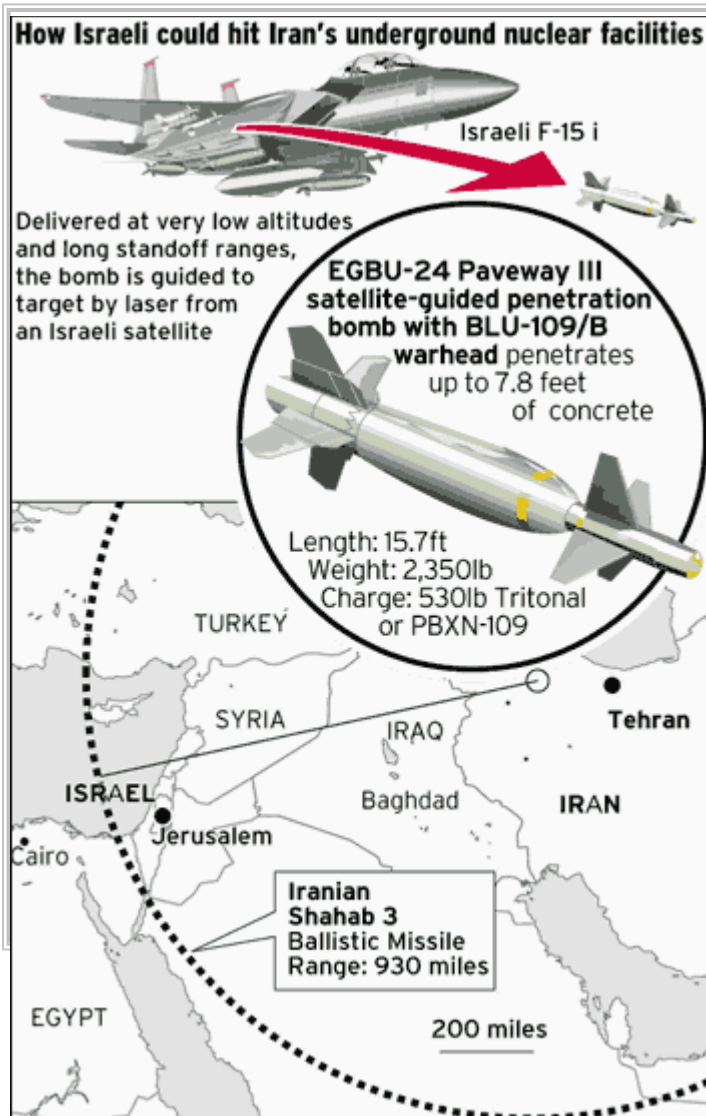 How Israeli could hit Iran's underground nuclear facilities
Israeli F-15 i
Delivered at very low altitudes
and long standoff ranges,
the bomb is guided to
target by laser from
an Israeli satellite
EGBU-24 Paveway III
satellite-guided penetration
bomb with BLU-109/B
warhead penetrates
up to 7.8 feet
of concrete
Length: 15.7ft
Weight: 2,350lb
Charge: 530lb Tritonal
or PBXN-109
TURKEY
SYRIA
IRAQ
Tehran
ISRAEL
Baghdad
IRAN
Jerusalem
Cairo
Iranian
Shahab 3
Ballistic Missile
Range: 930 miles
EGYPT
200 miles